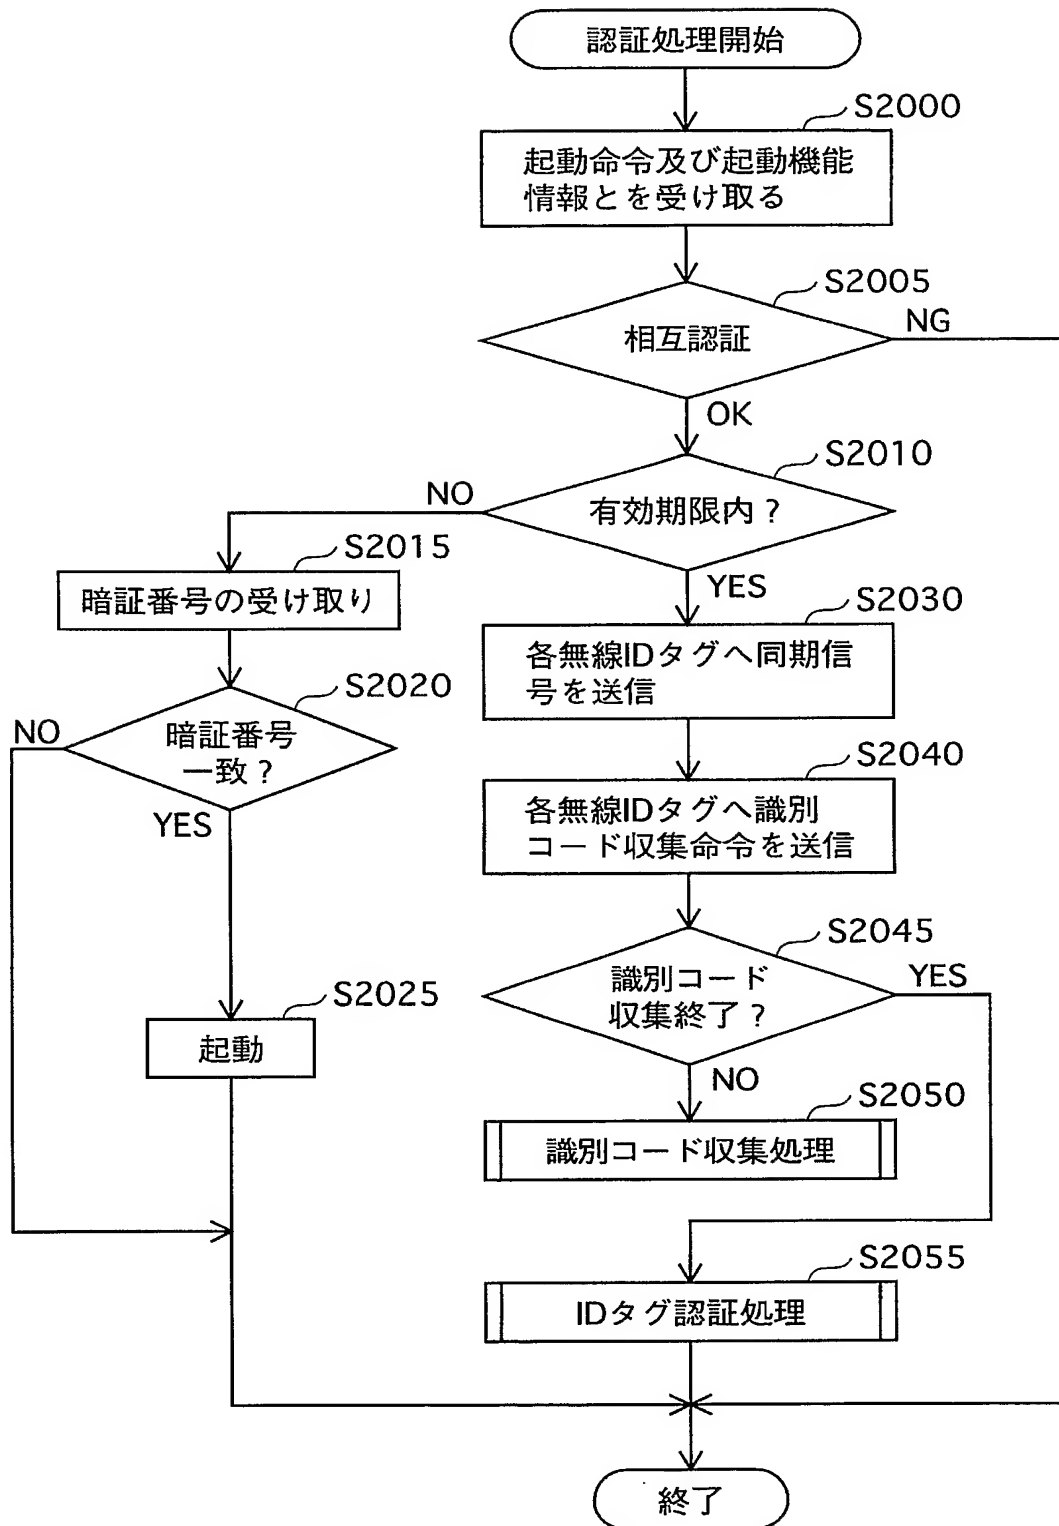 認証処理開始
S2000
起動命令及び起動機能
情報とを受け取る
S2005
相互認証
NG
OK
S2010
有効期限内?
NO
YES
S2015
暗証番号の受け取り
S2030
各無線IDタグへ同期信
号を送信
S2020
暗証番号
一致?
NO
YES
S2040
各無線IDタグへ識別
コード収集命令を送信
S2045
識別コード
収集終了?
YES
NO
S2025
起動
S2050
識別コード収集処理
S2055
IDタグ認証処理
終了